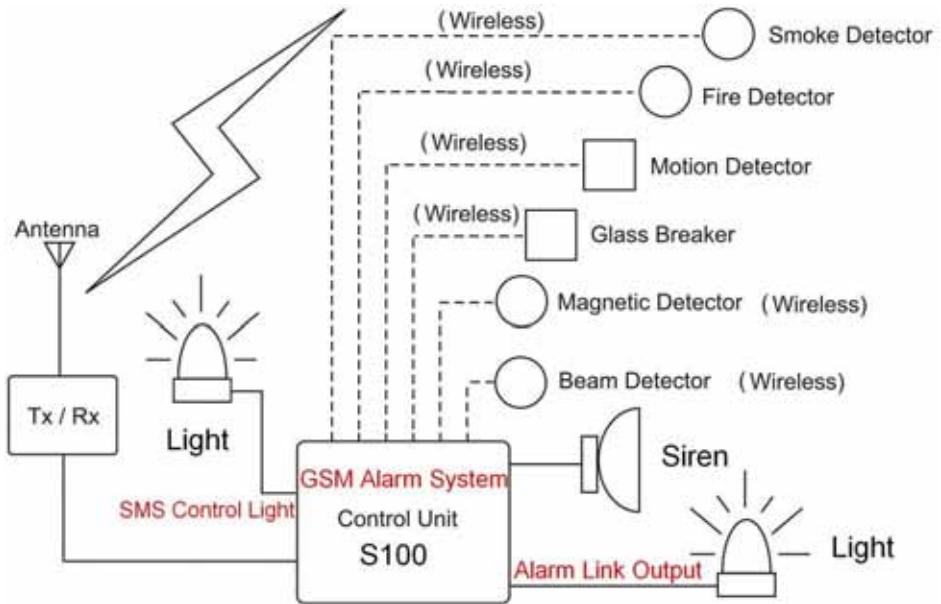 (Wireless)
Smoke Detector
(Wireless)
Fire Detector
(Wireless)
Motion Detector
(Wireless)
Glass Breaker
Antenna
Magnetic Detector (Wireless)
Beam Detector (Wireless)
Tx / Rx
Light
Siren
GSM Alarm System
SMS Control Light
Control Unit
S100
Light
Alarm Link Output